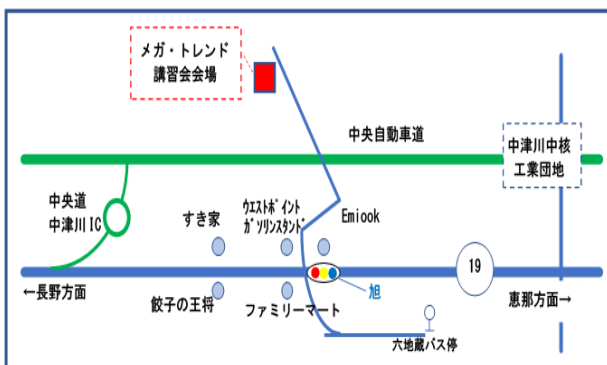 メガ・トレンド
講習会会場
中央自動車道
中津川中核
工業団地
中央道
中津川IC
すき家
ウエストポイント
ガソリンスタンド
Emiook
19
←長野方面
餃子の王将
ファミリーマート
旭
恵那方面→
六地蔵バス停